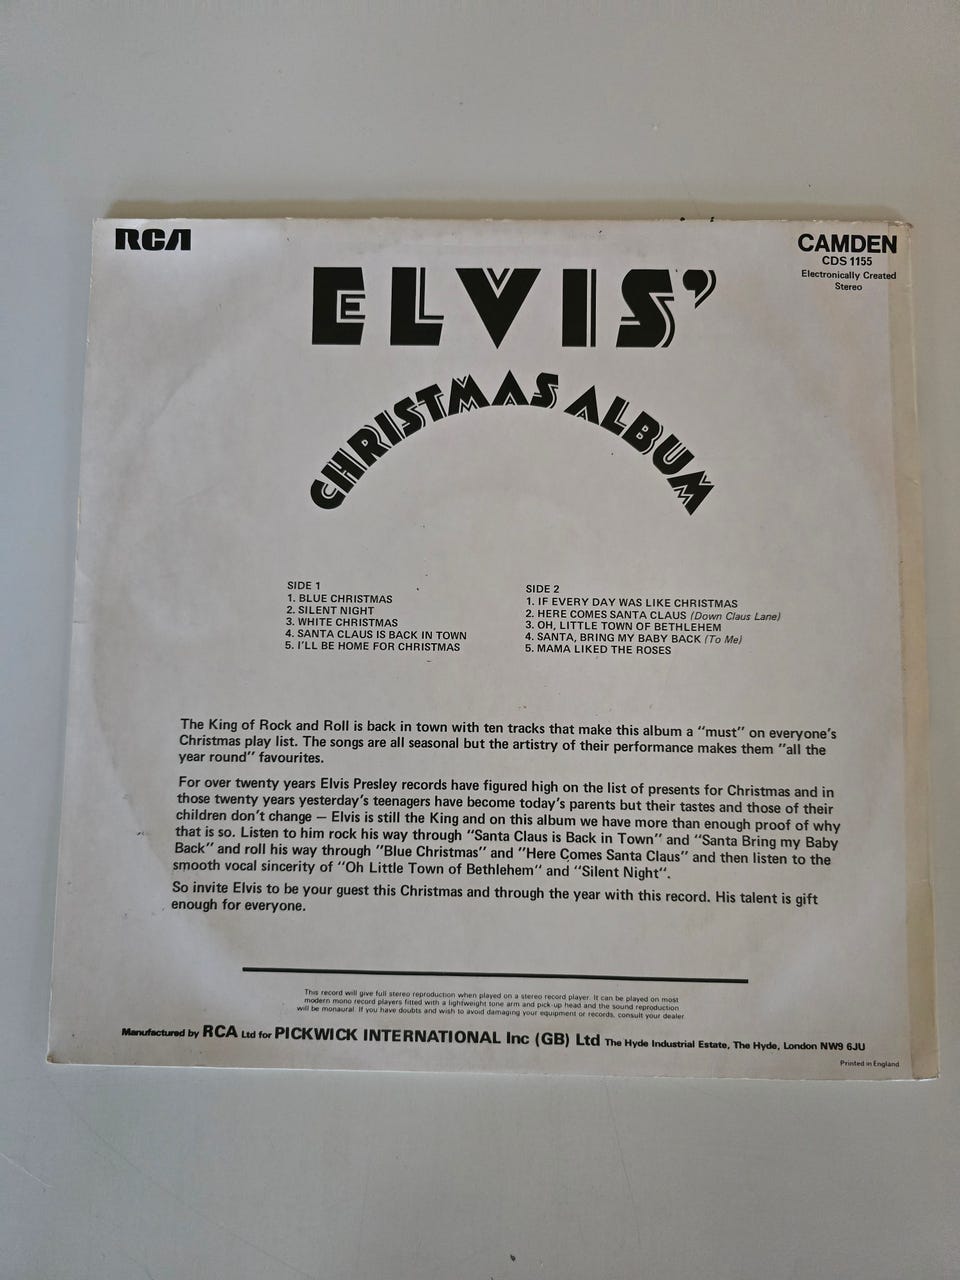 RCA
CAMDEN
CDS 1155
Electronically Created
Stereo
ELVIS’
CHRISTMAS ALBUM
SIDE 1
1. BLUE CHRISTMAS
2. SILENT NIGHT
3. WHITE CHRISTMAS
4. SANTA CLAUS IS BACK IN TOWN
5. I’LL BE HOME FOR CHRISTMAS
SIDE 2
1. IF EVERY DAY WAS LIKE CHRISTMAS
2. HERE COMES SANTA CLAUS (Down Claus Lane)
3. OH, LITTLE TOWN OF BETHLEHEM
4. SANTA, BRING MY BABY BACK (To Me)
5. MAMA LIKED THE ROSES
The King of Rock and Roll is back in town with ten tracks that make this album a “must” on everyone’s
Christmas play list. The songs are all seasonal but the artistry of their performance makes them “all the
year round” favourites.
For over twenty years Elvis Presley records have figured high on the list of presents for Christmas and in
those twenty years yesterday’s teenagers have become today’s parents but their tastes and those of their
children don’t change – Elvis is still the King and on this album we have more than enough proof of why
that is so. Listen to him rock his way through “Santa Claus is Back in Town” and “Santa Bring my Baby
Back” and roll his way through “Blue Christmas” and “Here Comes Santa Claus” and then listen to the
smooth vocal sincerity of “Oh Little Town of Bethlehem” and “Silent Night”.
So invite Elvis to be your guest this Christmas and through the year with this record. His talent is gift
enough for everyone.
This record will give full stereo reproduction when played on a stereo record player. It can be played on most
modern mono record players fitted with a lightweight tone arm and pick-up head and the sound reproduction
will be monaural. If you have doubts and wish to avoid damaging your equipment or records, consult your dealer
Manufactured by RCA Ltd for PICKWICK INTERNATIONAL Inc (GB) Ltd The Hyde Industrial Estate, The Hyde, London NW9 6JU
Printed in England